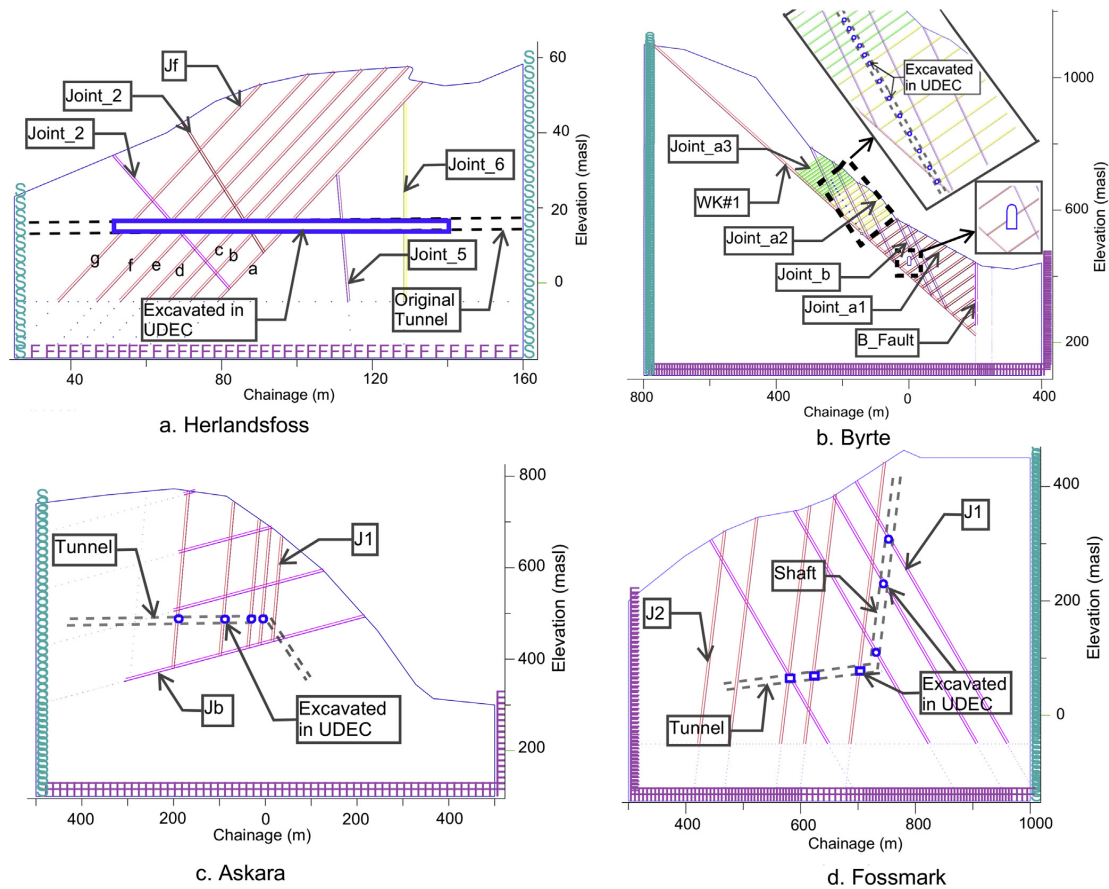 Jf
Joint_2
Joint_2
Joint_6
Joint_5
g
f
e
d
c
b
a
Excavated in
UDEC
Original
Tunnel
60
40
20
0
Elevation (masl)
40
80
120
160
Chainage (m)
a. Herlandsfoss
Excavated
in UDEC
Joint_a3
WK#1
Joint_a2
Joint_b
Joint_a1
B_Fault
1000
600
200
Elevation (masl)
800
400
0
400
Chainage (m)
b. Byrte
Tunnel
J1
Jb
Excavated
in UDEC
800
600
400
200
Elevation (masl)
400
200
0
200
400
Chainage (m)
c. Askara
J1
Shaft
J2
Tunnel
Excavated
in UDEC
400
200
0
Elevation (masl)
400
600
800
1000
Chainage (m)
d. Fossmark